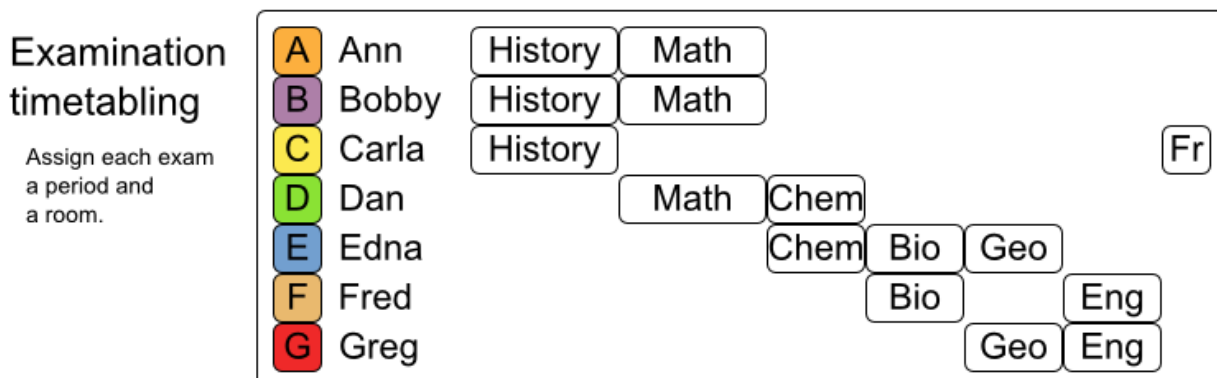 Examination
timetabling
Assign each exam
a period and
a room.
A Ann History Math
B Bobby History Math
C Carla History Fr
D Dan Math Chem
E Edna Chem Bio Geo
F Fred Bio Eng
G Greg Geo Eng